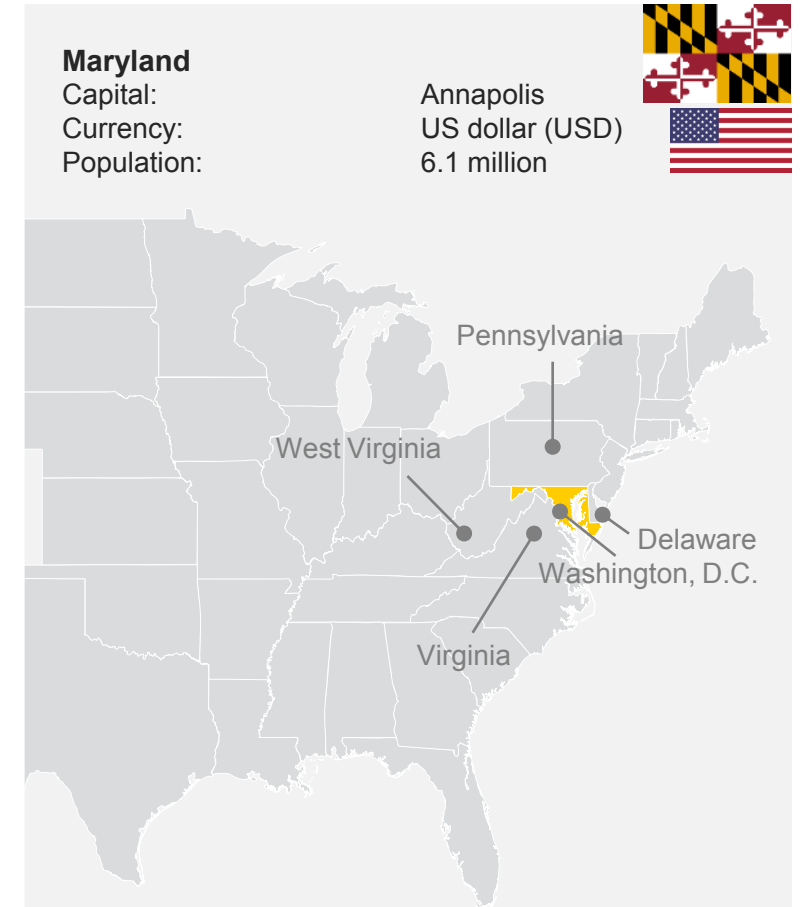 Maryland
Capital: Annapolis
Currency: US dollar (USD)
Population: 6.1 million
Pennsylvania
West Virginia
Delaware
Washington, D.C.
Virginia